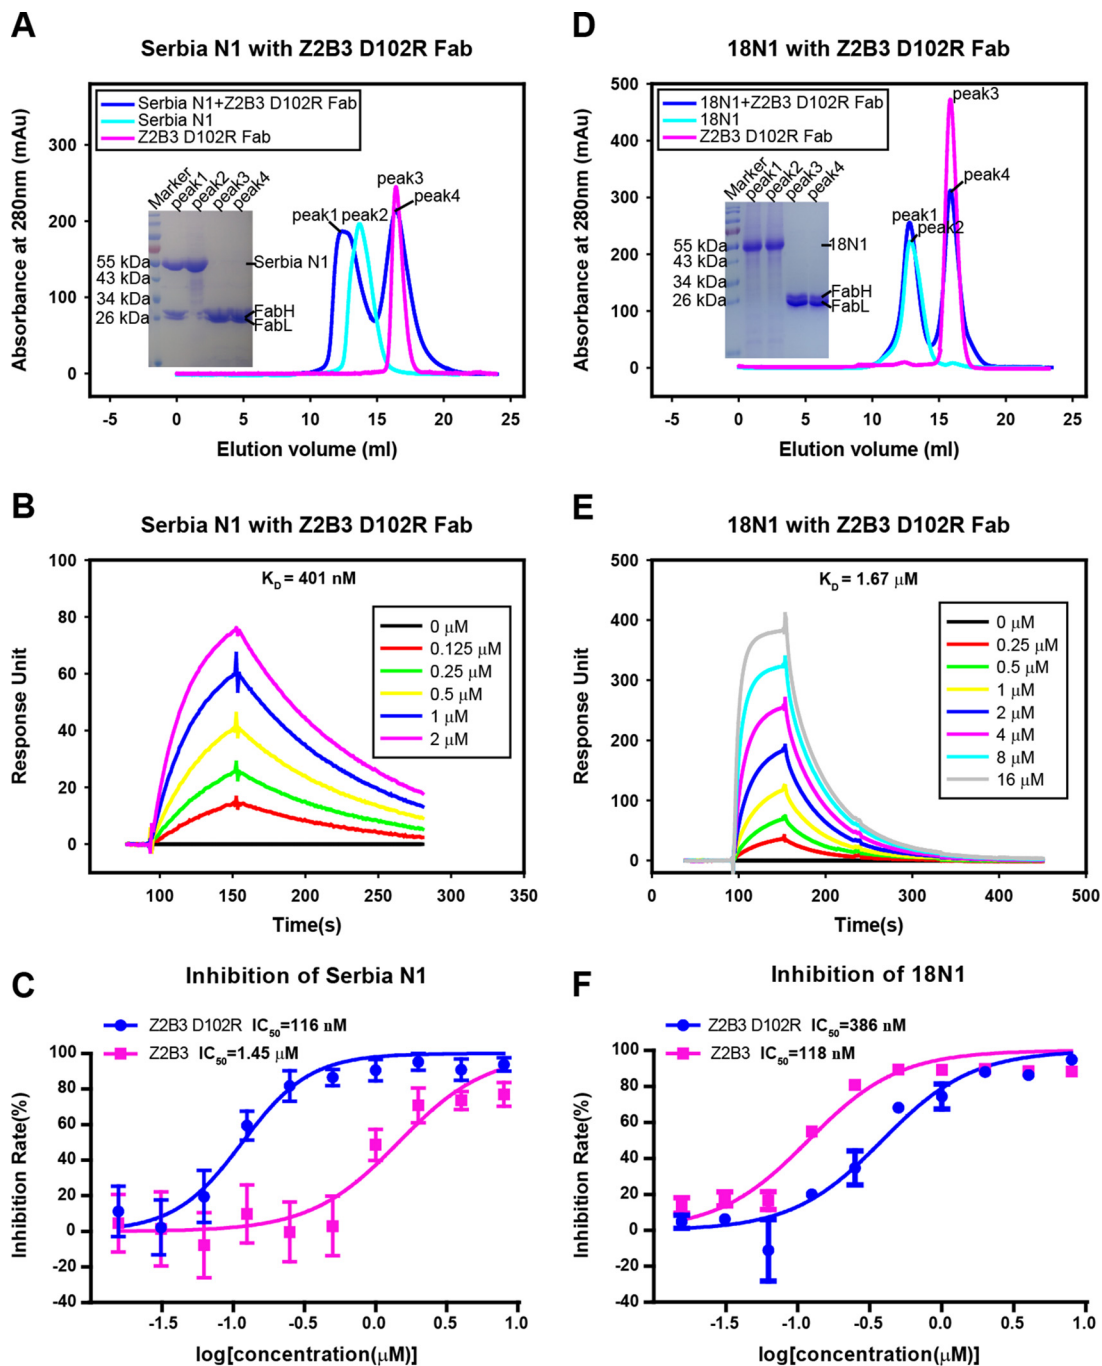 A
Serbia N1 with Z2B3 D102R Fab
Absorbance at 280nm (mAu)
300
200
100
0
Serbia N1+Z2B3 D102R Fab
Serbia N1
Z2B3 D102R Fab
Marker
peak1
peak2
peak3
peak4
55 kDa
43 kDa
34 kDa
26 kDa
Serbia N1
FabH
FabL
peak1
peak2
peak3
peak4
-5
0
5
10
15
20
25
Elution volume (ml)
D
18N1 with Z2B3 D102R Fab
Absorbance at 280nm (mAu)
500
400
300
200
100
0
18N1+Z2B3 D102R Fab
18N1
Z2B3 D102R Fab
Marker
peak1
peak2
peak3
peak4
55 kDa
43 kDa
34 kDa
26 kDa
18N1
FabH
FabL
peak3
peak4
peak1
peak2
-5
0
5
10
15
20
25
Elution volume (ml)
B
Serbia N1 with Z2B3 D102R Fab
Response Unit
100
80
60
40
20
0
K_D = 401 nM
0 μM
0.125 μM
0.25 μM
0.5 μM
1 μM
2 μM
100
150
200
250
300
350
Time(s)
E
18N1 with Z2B3 D102R Fab
Response Unit
500
400
300
200
100
0
K_D = 1.67 μM
0 μM
0.25 μM
0.5 μM
1 μM
2 μM
4 μM
8 μM
16 μM
0
100
200
300
400
500
Time(s)
C
Inhibition of Serbia N1
Z2B3 D102R IC50=116 nM
Z2B3 IC50=1.45 μM
Inhibition Rate(%)
100
80
60
40
20
0
-20
-40
-1.5
-1.0
-0.5
0.0
0.5
1.0
log[concentration(μM)]
F
Inhibition of 18N1
Z2B3 D102R IC50=386 nM
Z2B3 IC50=118 nM
Inhibition Rate(%)
100
80
60
40
20
0
-20
-40
-1.5
-1.0
-0.5
0.0
0.5
1.0
log[concentration(μM)]